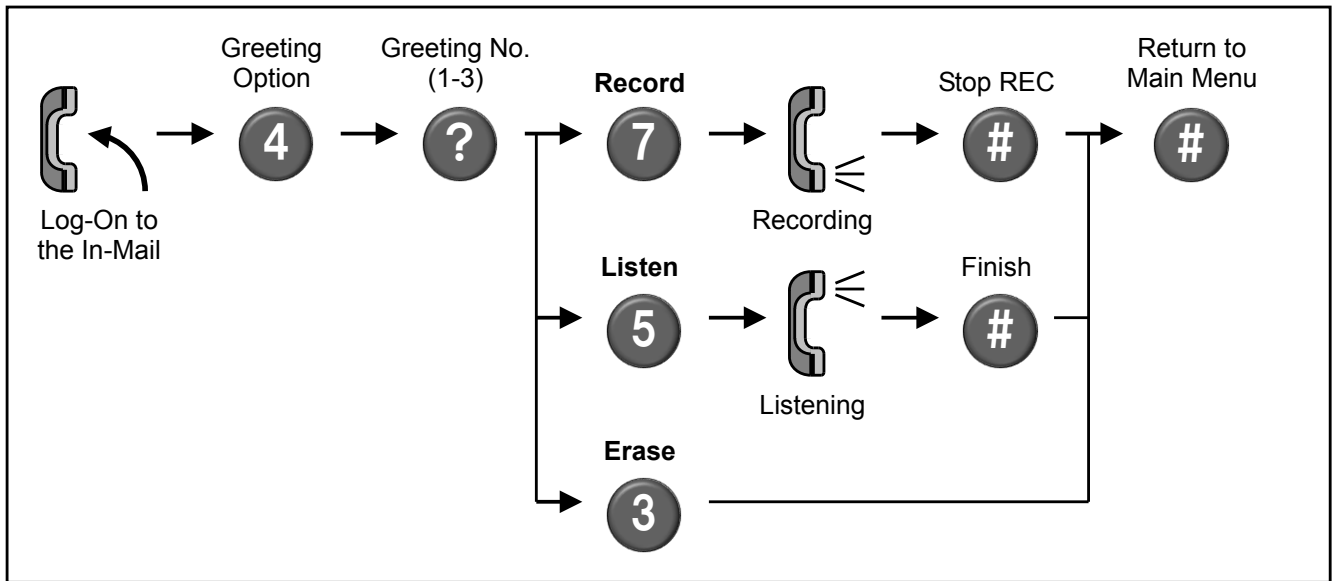 Greeting
Option
Greeting No.
(1-3)
Record
Stop REC
Return to
Main Menu
4
?
7
#
#
Log-On to
the In-Mail
Recording
Listen
Finish
5
#
Listening
Erase
3